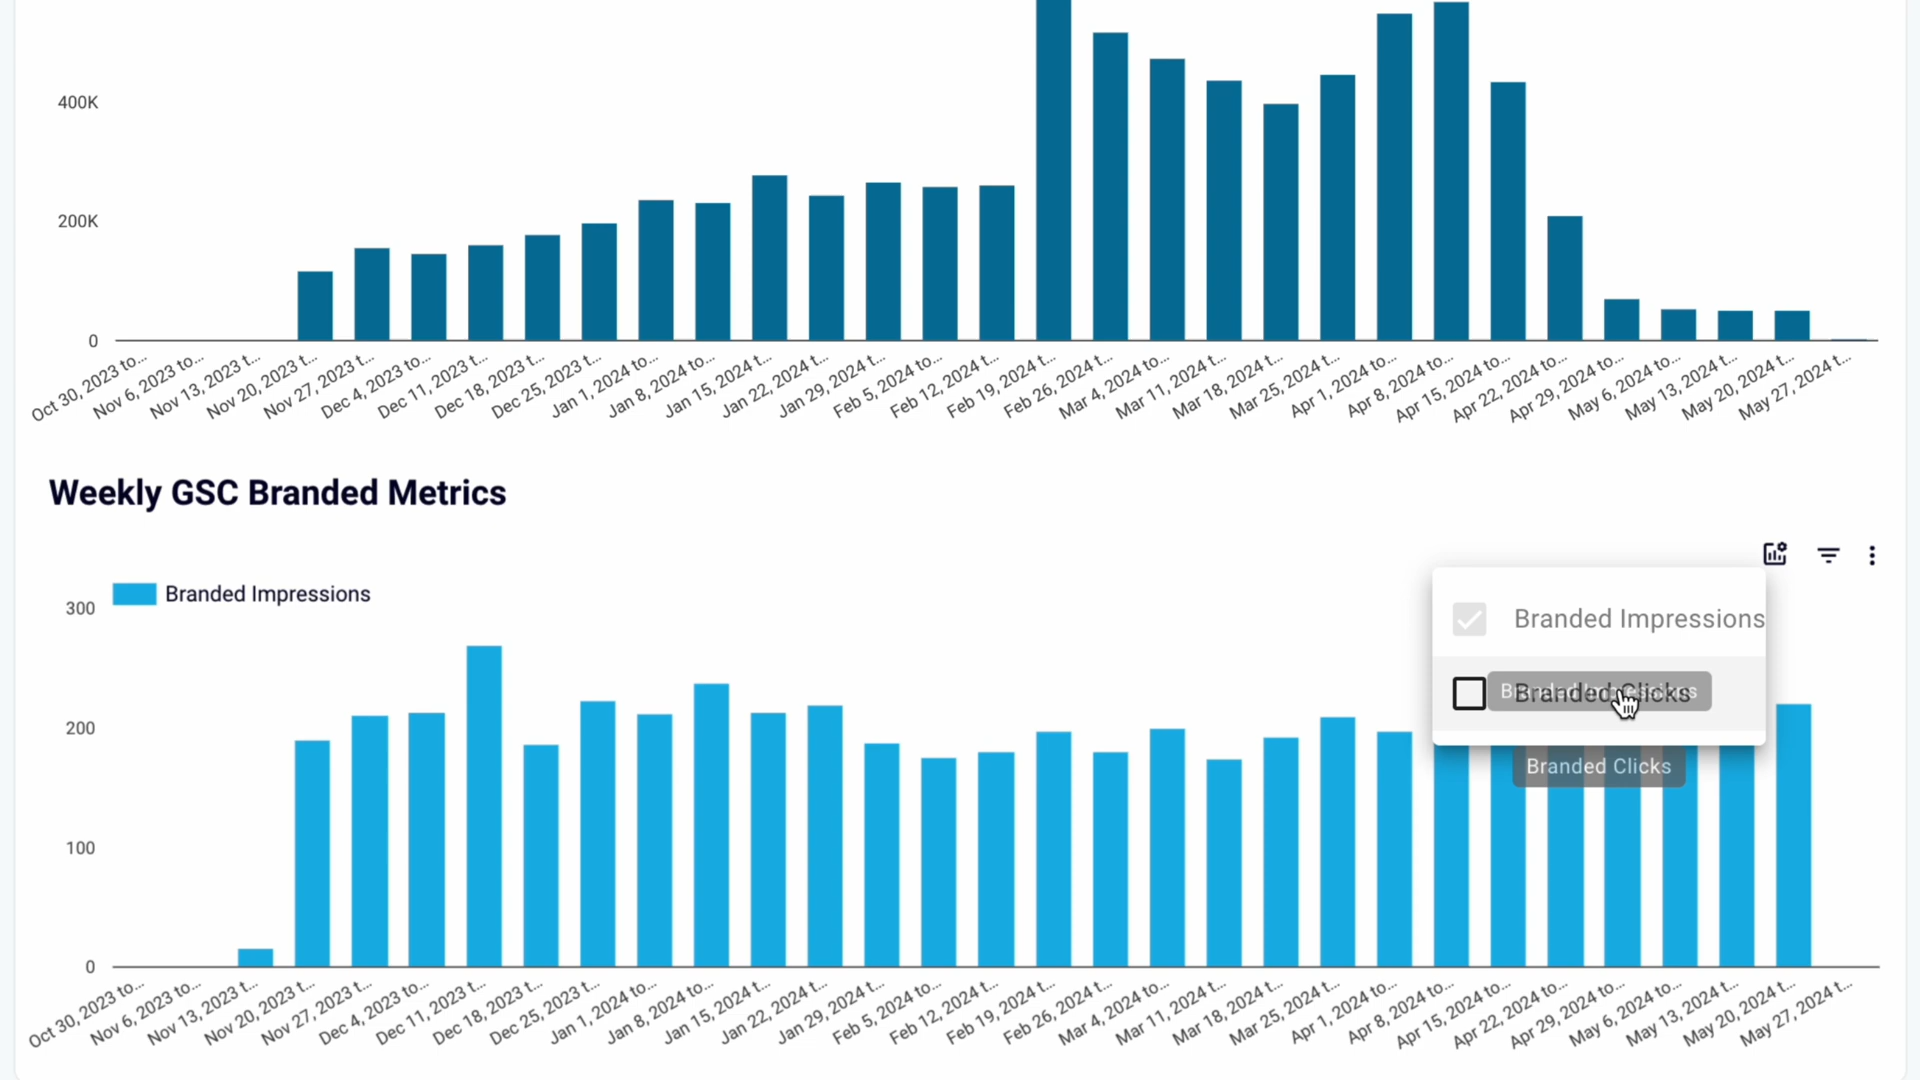 400K
200K
0
Oct 30, 2023 to...
Nov 6, 2023 to...
Nov 13, 2023 t...
Nov 20, 2023 t...
Nov 27, 2023 t...
Dec 4, 2023 to...
Dec 11, 2023 t...
Dec 18, 2023 t...
Dec 25, 2023 t...
Jan 1, 2024 to...
Jan 8, 2024 to...
Jan 15, 2024 t...
Jan 22, 2024 t...
Jan 29, 2024 t...
Feb 5, 2024 to...
Feb 12, 2024 t...
Feb 19, 2024 t...
Feb 26, 2024 t...
Mar 4, 2024 to...
Mar 11, 2024 t...
Mar 18, 2024 t...
Mar 25, 2024 t...
Apr 1, 2024 to...
Apr 8, 2024 to...
Apr 15, 2024 to...
Apr 22, 2024 to...
Apr 29, 2024 to...
May 6, 2024 to...
May 13, 2024 t...
May 20, 2024 t...
May 27, 2024 t...
Weekly GSC Branded Metrics
Branded Impressions
300
200
100
0
Branded Impressions
Branded Clicks
Branded Impressions
Branded Clicks
Oct 30, 2023 to...
Nov 6, 2023 to...
Nov 13, 2023 t...
Nov 20, 2023 t...
Nov 27, 2023 t...
Dec 4, 2023 to...
Dec 11, 2023 t...
Dec 18, 2023 t...
Dec 25, 2023 t...
Jan 1, 2024 to...
Jan 8, 2024 to...
Jan 15, 2024 t...
Jan 22, 2024 t...
Jan 29, 2024 t...
Feb 5, 2024 to...
Feb 12, 2024 t...
Feb 19, 2024 t...
Feb 26, 2024 t...
Mar 4, 2024 to...
Mar 11, 2024 t...
Mar 18, 2024 t...
Mar 25, 2024 t...
Apr 1, 2024 to...
Apr 8, 2024 to...
Apr 15, 2024 to...
Apr 22, 2024 to...
Apr 29, 2024 to...
May 6, 2024 to...
May 13, 2024 t...
May 20, 2024 t...
May 27, 2024 t...